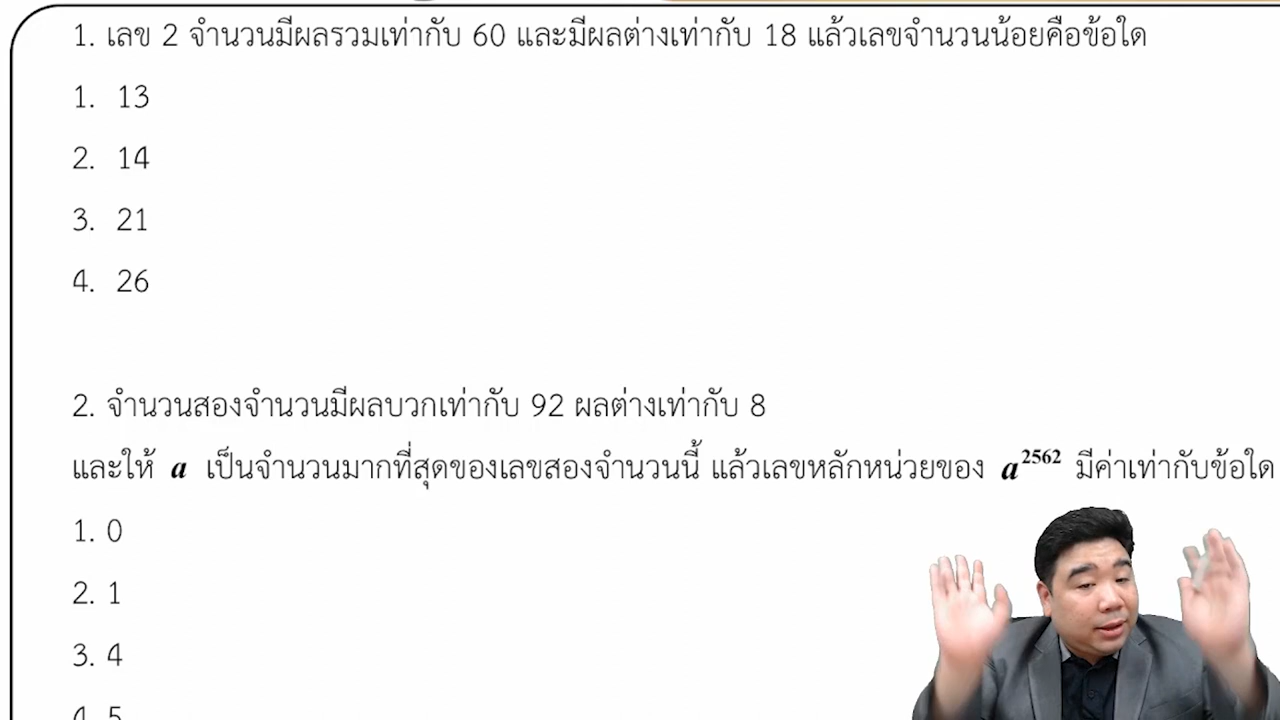 1. เลข 2 จำนวนมีผลรวมเท่ากับ 60 และมีผลต่างเท่ากับ 18 แล้วเลขจำนวนน้อยคือข้อใด
1. 13
2. 14
3. 21
4. 26
2. จำนวนสองจำนวนมีผลบวกเท่ากับ 92 ผลต่างเท่ากับ 8
และให้ a เป็นจำนวนมากที่สุดของเลขสองจำนวนนี้ แล้วเลขหลักหน่วยของ a²⁵⁶² มีค่าเท่ากับข้อใด
1. 0
2. 1
3. 4
4. 5